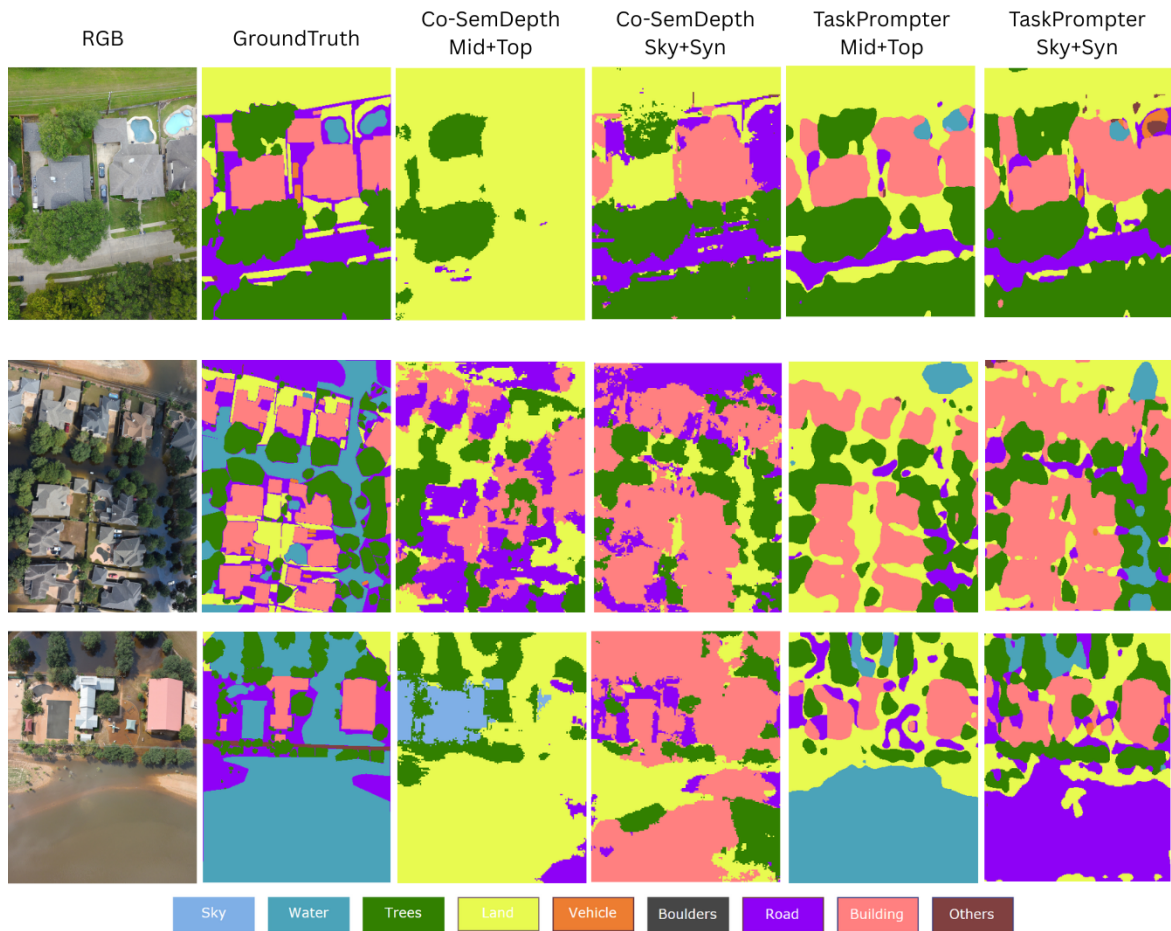 RGB
GroundTruth
Co-SemDepth
Mid+Top
Co-SemDepth
Sky+Syn
TaskPrompter
Mid+Top
TaskPrompter
Sky+Syn
Sky
Water
Trees
Land
Vehicle
Boulders
Road
Building
Others